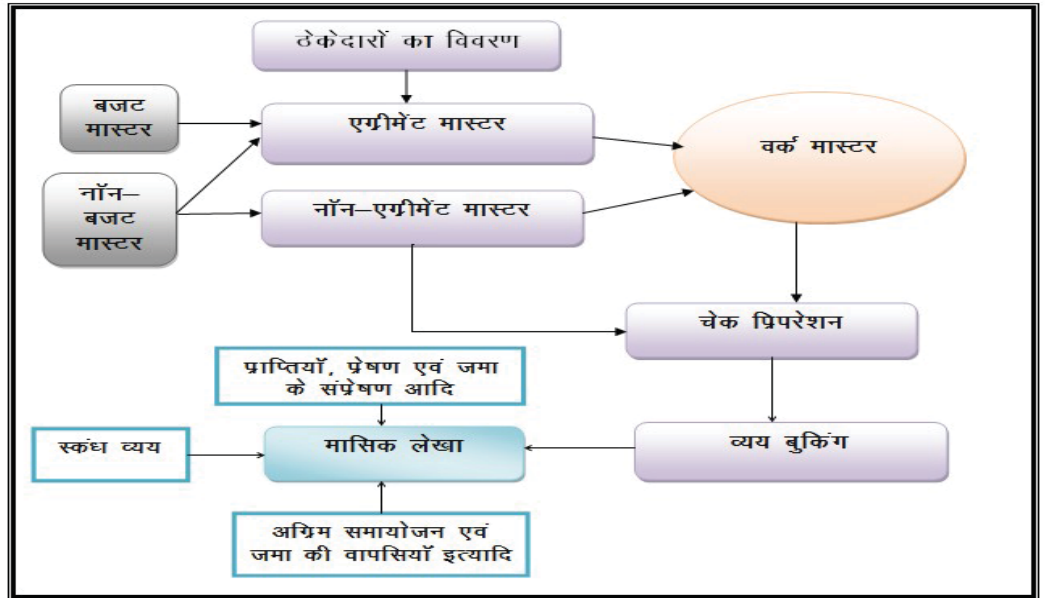 ठेकेदारों का विवरण
बजट
मास्टर
एग्रीमेंट मास्टर
वर्क मास्टर
नॉन–
बजट
मास्टर
नॉन–एग्रीमेंट मास्टर
चेक प्रिपरेशन
प्राप्तियाँ, प्रेषण एवं जमा
के संप्रेषण आदि
स्कंध व्यय
मासिक लेखा
व्यय बुकिंग
अग्रिम समायोजन एवं
जमा की वापसियाँ इत्यादि